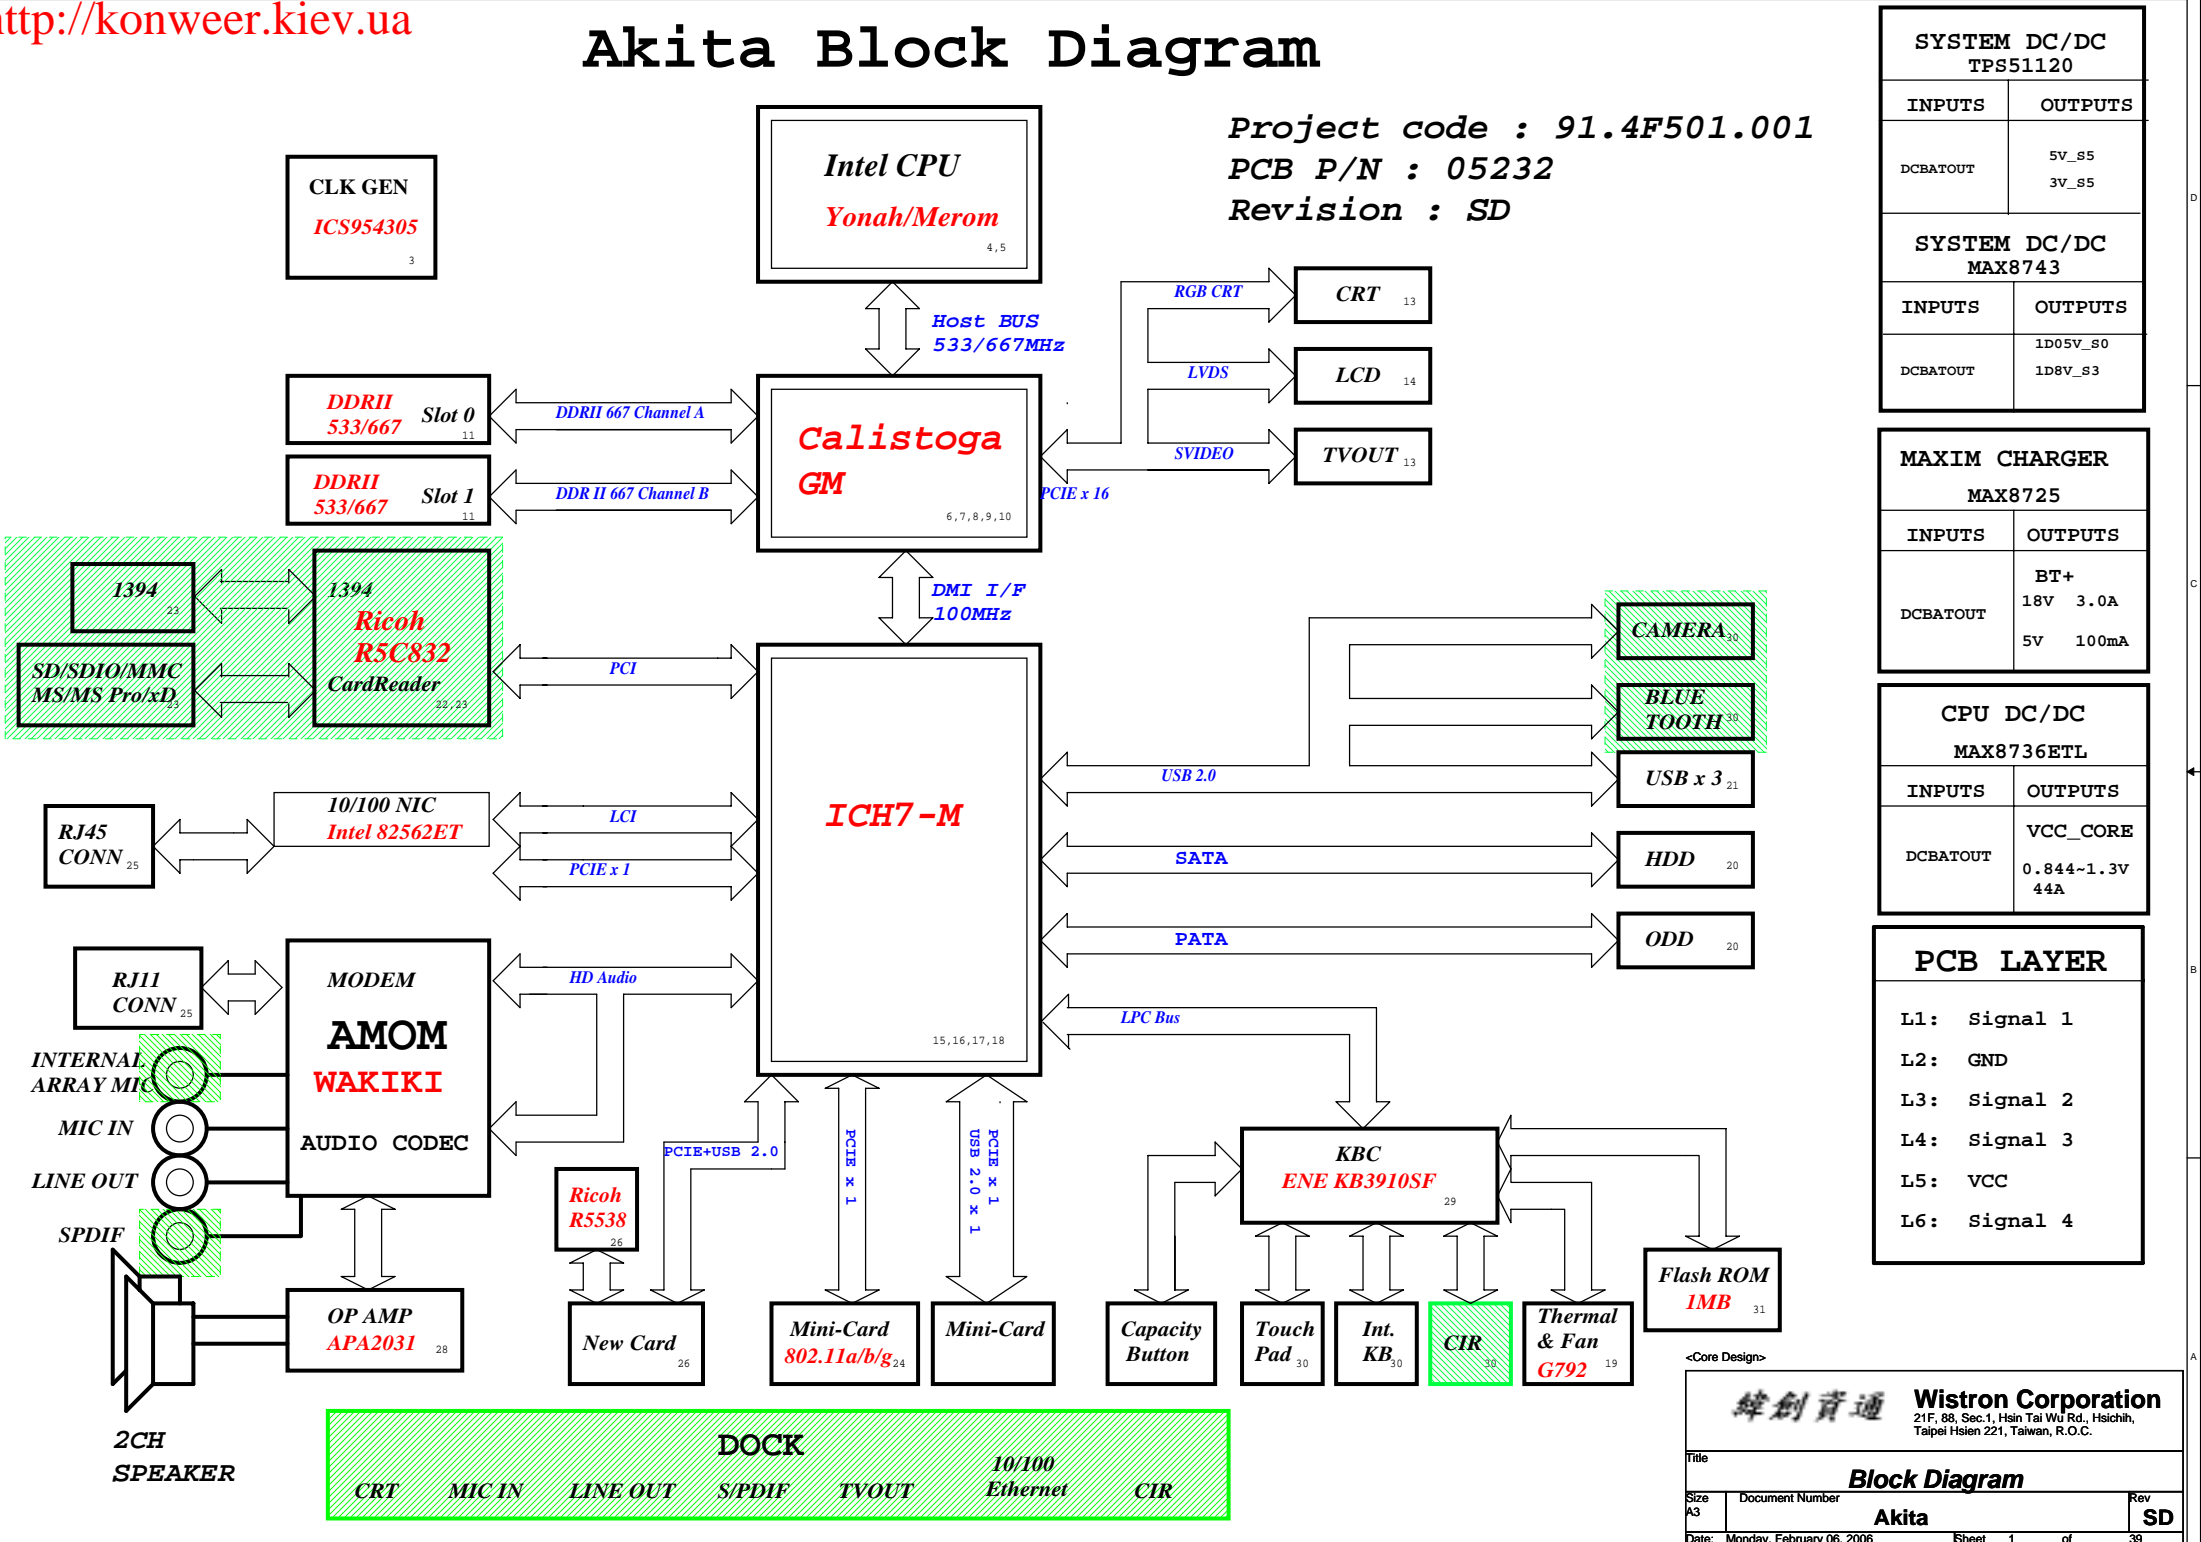 http://konweer.kiev.ua
Akita Block Diagram
Project code : 91.4F501.001
PCB P/N : 05232
Revision : SD
CLK GEN
ICS954305
3
Intel CPU
Yonah/Merom
4,5
Host BUS
533/667MHz
DDRII
533/667
Slot 0
11
DDRII 667 Channel A
DDRII
533/667
Slot 1
11
DDR II 667 Channel B
Calistoga
GM
6,7,8,9,10
RGB CRT
CRT
13
LVDS
LCD
14
SVIDEO
TVOUT
13
PCIE x 16
DMI I/F
100MHz
1394
23
1394
Ricoh
R5C832
CardReader
22,23
SD/SDIO/MMC
MS/MS Pro/xD
23
PCI
ICH7-M
15,16,17,18
CAMERA
30
BLUE
TOOTH
30
USB 2.0
USB x 3
21
SATA
HDD
20
PATA
ODD
20
LPC Bus
RJ45
CONN
25
10/100 NIC
Intel 82562ET
LCI
PCIE x 1
RJ11
CONN
25
MODEM
AMOM
WAKIKI
AUDIO CODEC
HD Audio
INTERNAL
ARRAY MIC
MIC IN
LINE OUT
SPDIF
OP AMP
APA2031
28
2CH
SPEAKER
Ricoh
R5538
26
PCIE+USB 2.0
New Card
26
PCIE x 1
Mini-Card
802.11a/b/g
24
PCIE x 1
USB 2.0 x 1
Mini-Card
KBC
ENE KB3910SF
29
Capacity
Button
Touch
Pad
30
Int.
KB
30
CIR
30
Thermal
& Fan
G792
19
Flash ROM
1MB
31
DOCK
CRT
MIC IN
LINE OUT
S/PDIF
TVOUT
10/100
Ethernet
CIR
SYSTEM DC/DC
TPS51120
INPUTS OUTPUTS
DCBATOUT
5V_S5
3V_S5
SYSTEM DC/DC
MAX8743
INPUTS OUTPUTS
DCBATOUT
1D05V_S0
1D8V_S3
MAXIM CHARGER
MAX8725
INPUTS OUTPUTS
DCBATOUT
BT+
18V 3.0A
5V 100mA
CPU DC/DC
MAX8736ETL
INPUTS OUTPUTS
DCBATOUT
VCC_CORE
0.844~1.3V
44A
PCB LAYER
L1: Signal 1
L2: GND
L3: Signal 2
L4: Signal 3
L5: VCC
L6: Signal 4
D
C
B
A
<Core Design>
緯創資通
Wistron Corporation
21F, 88, Sec.1, Hsin Tai Wu Rd., Hsichih,
Taipei Hsien 221, Taiwan, R.O.C.
Title
Block Diagram
Size
A3
Document Number
Akita
Rev
SD
Date: Monday, February 06, 2006 Sheet 1 of 39